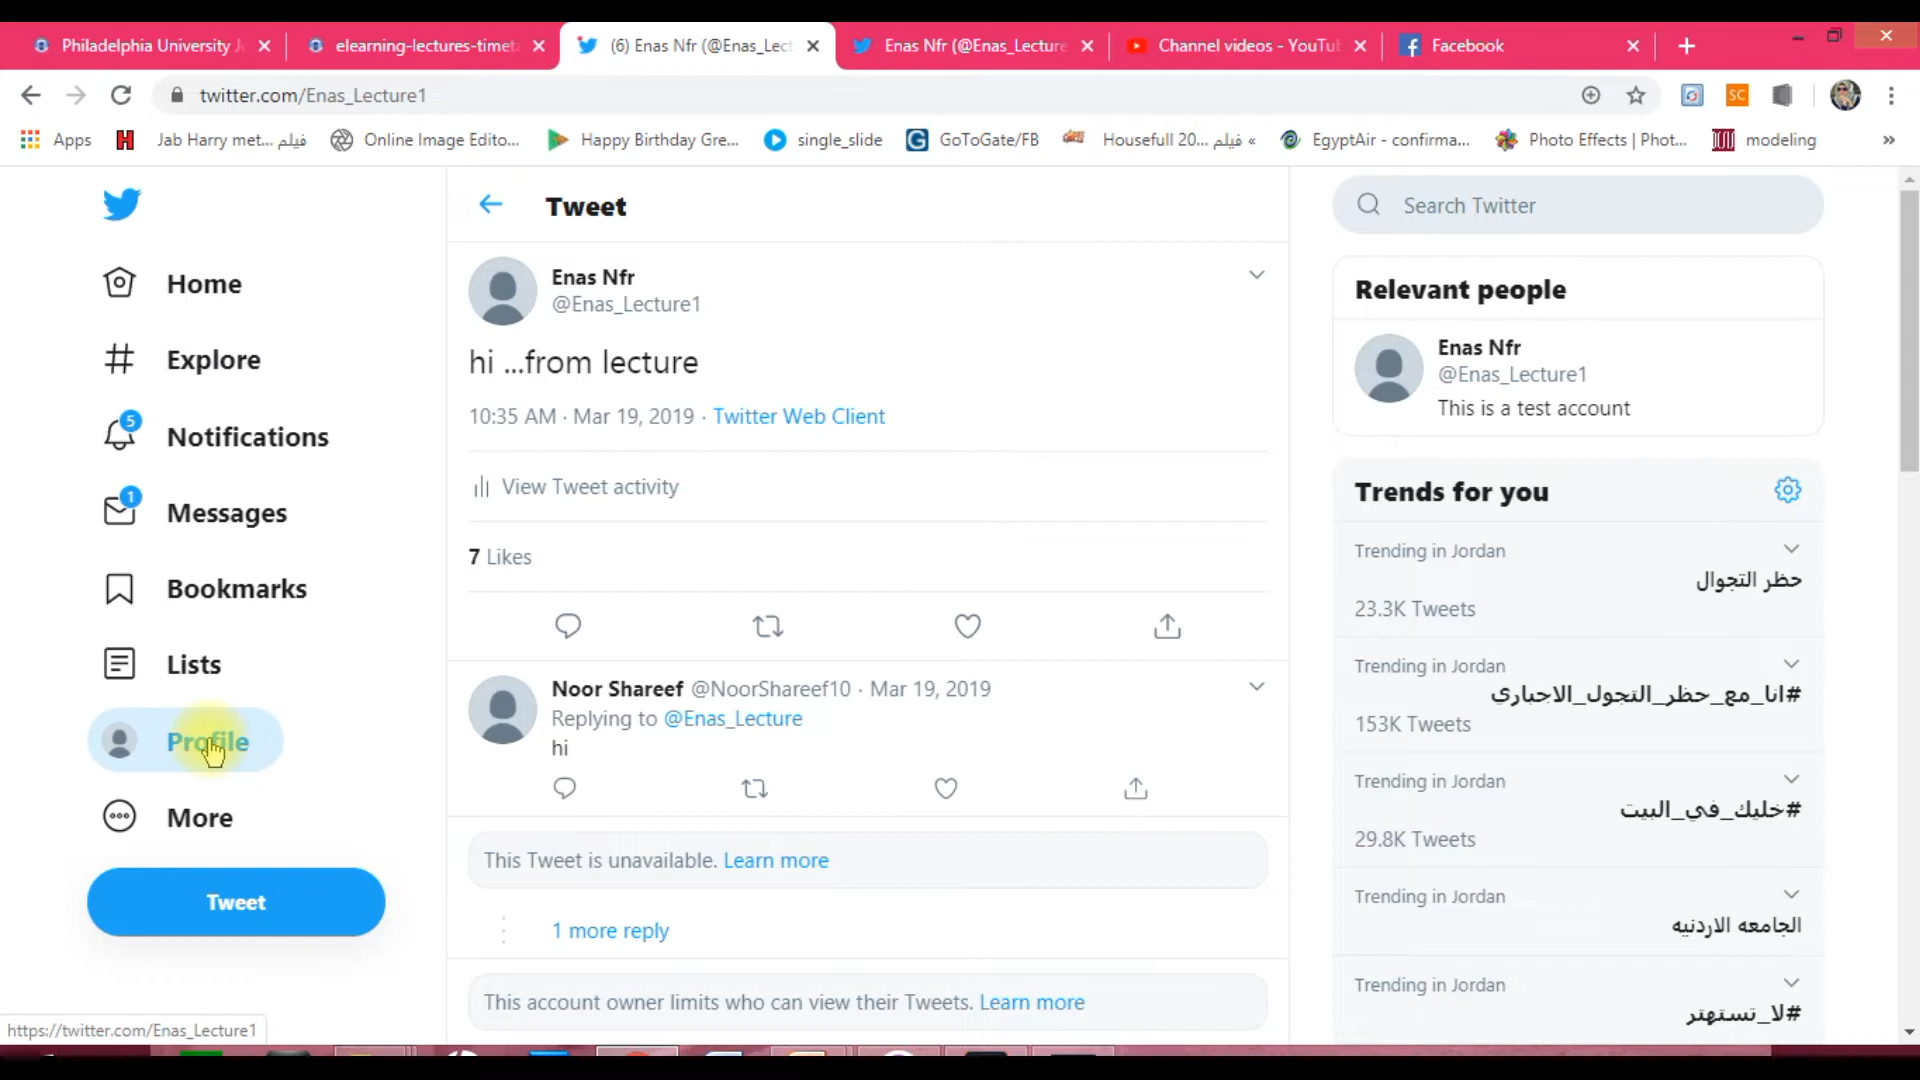 Philadelphia University J
elearning-lectures-timeta
(6) Enas Nfr (@Enas_Lect
Enas Nfr (@Enas_Lecture
Channel videos - YouTu
Facebook
twitter.com/Enas_Lecture1
Apps
Jab Harry met... فيلم
Online Image Edito...
Happy Birthday Gre...
single_slide
GoToGate/FB
Housefull 20... فيلم »
EgyptAir - confirma...
Photo Effects | Phot...
modeling
»
SC
Home
Explore
5
Notifications
1
Messages
Bookmarks
Lists
Profile
More
Tweet
https://twitter.com/Enas_Lecture1
Tweet
Enas Nfr
@Enas_Lecture1
hi ...from lecture
10:35 AM · Mar 19, 2019 · Twitter Web Client
View Tweet activity
7 Likes
Noor Shareef @NoorShareef10 · Mar 19, 2019
Replying to @Enas_Lecture
hi
This Tweet is unavailable. Learn more
1 more reply
This account owner limits who can view their Tweets. Learn more
Search Twitter
Relevant people
Enas Nfr
@Enas_Lecture1
This is a test account
Trends for you
Trending in Jordan
حظر التجوال
23.3K Tweets
Trending in Jordan
#انا_مع_حظر_التجول_الاجباري
153K Tweets
Trending in Jordan
#خليك_في_البيت
29.8K Tweets
Trending in Jordan
الجامعه الاردنيه
Trending in Jordan
#لا_تستهتر